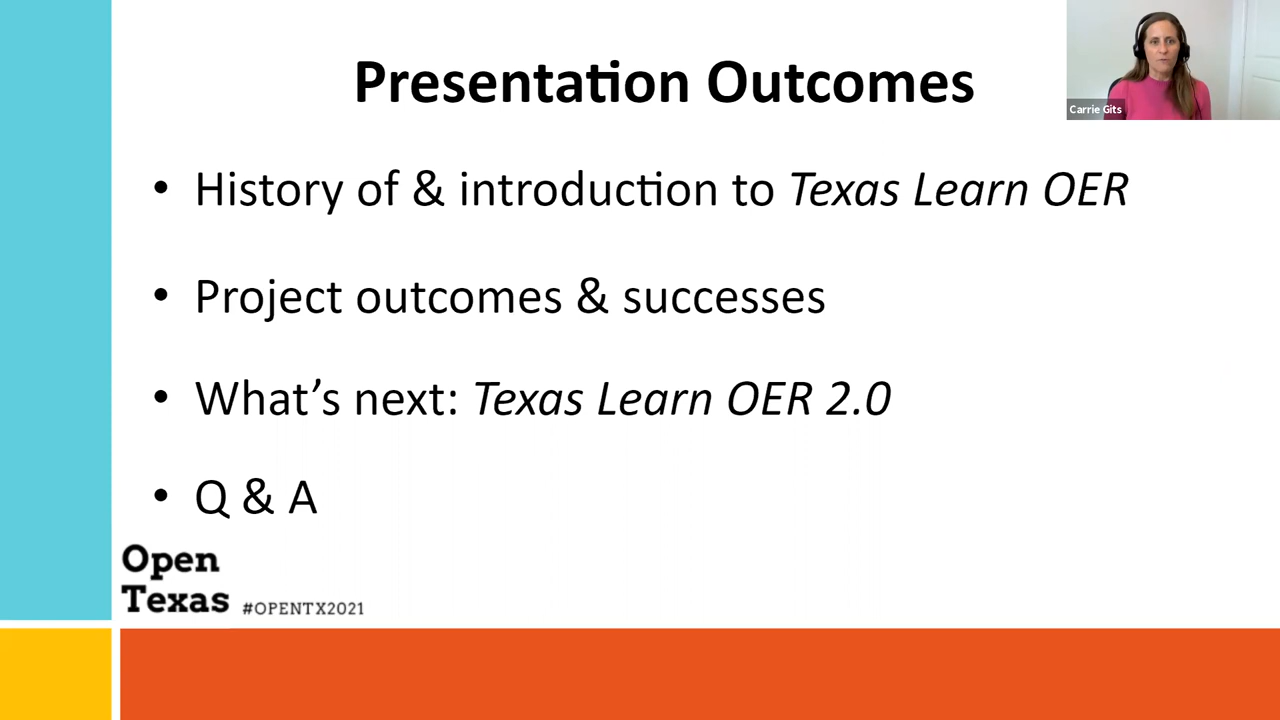 Presentation Outcomes
Carrie Gits
• History of & introduction to Texas Learn OER
• Project outcomes & successes
• What’s next: Texas Learn OER 2.0
• Q & A
Open
Texas #OPENTX2021